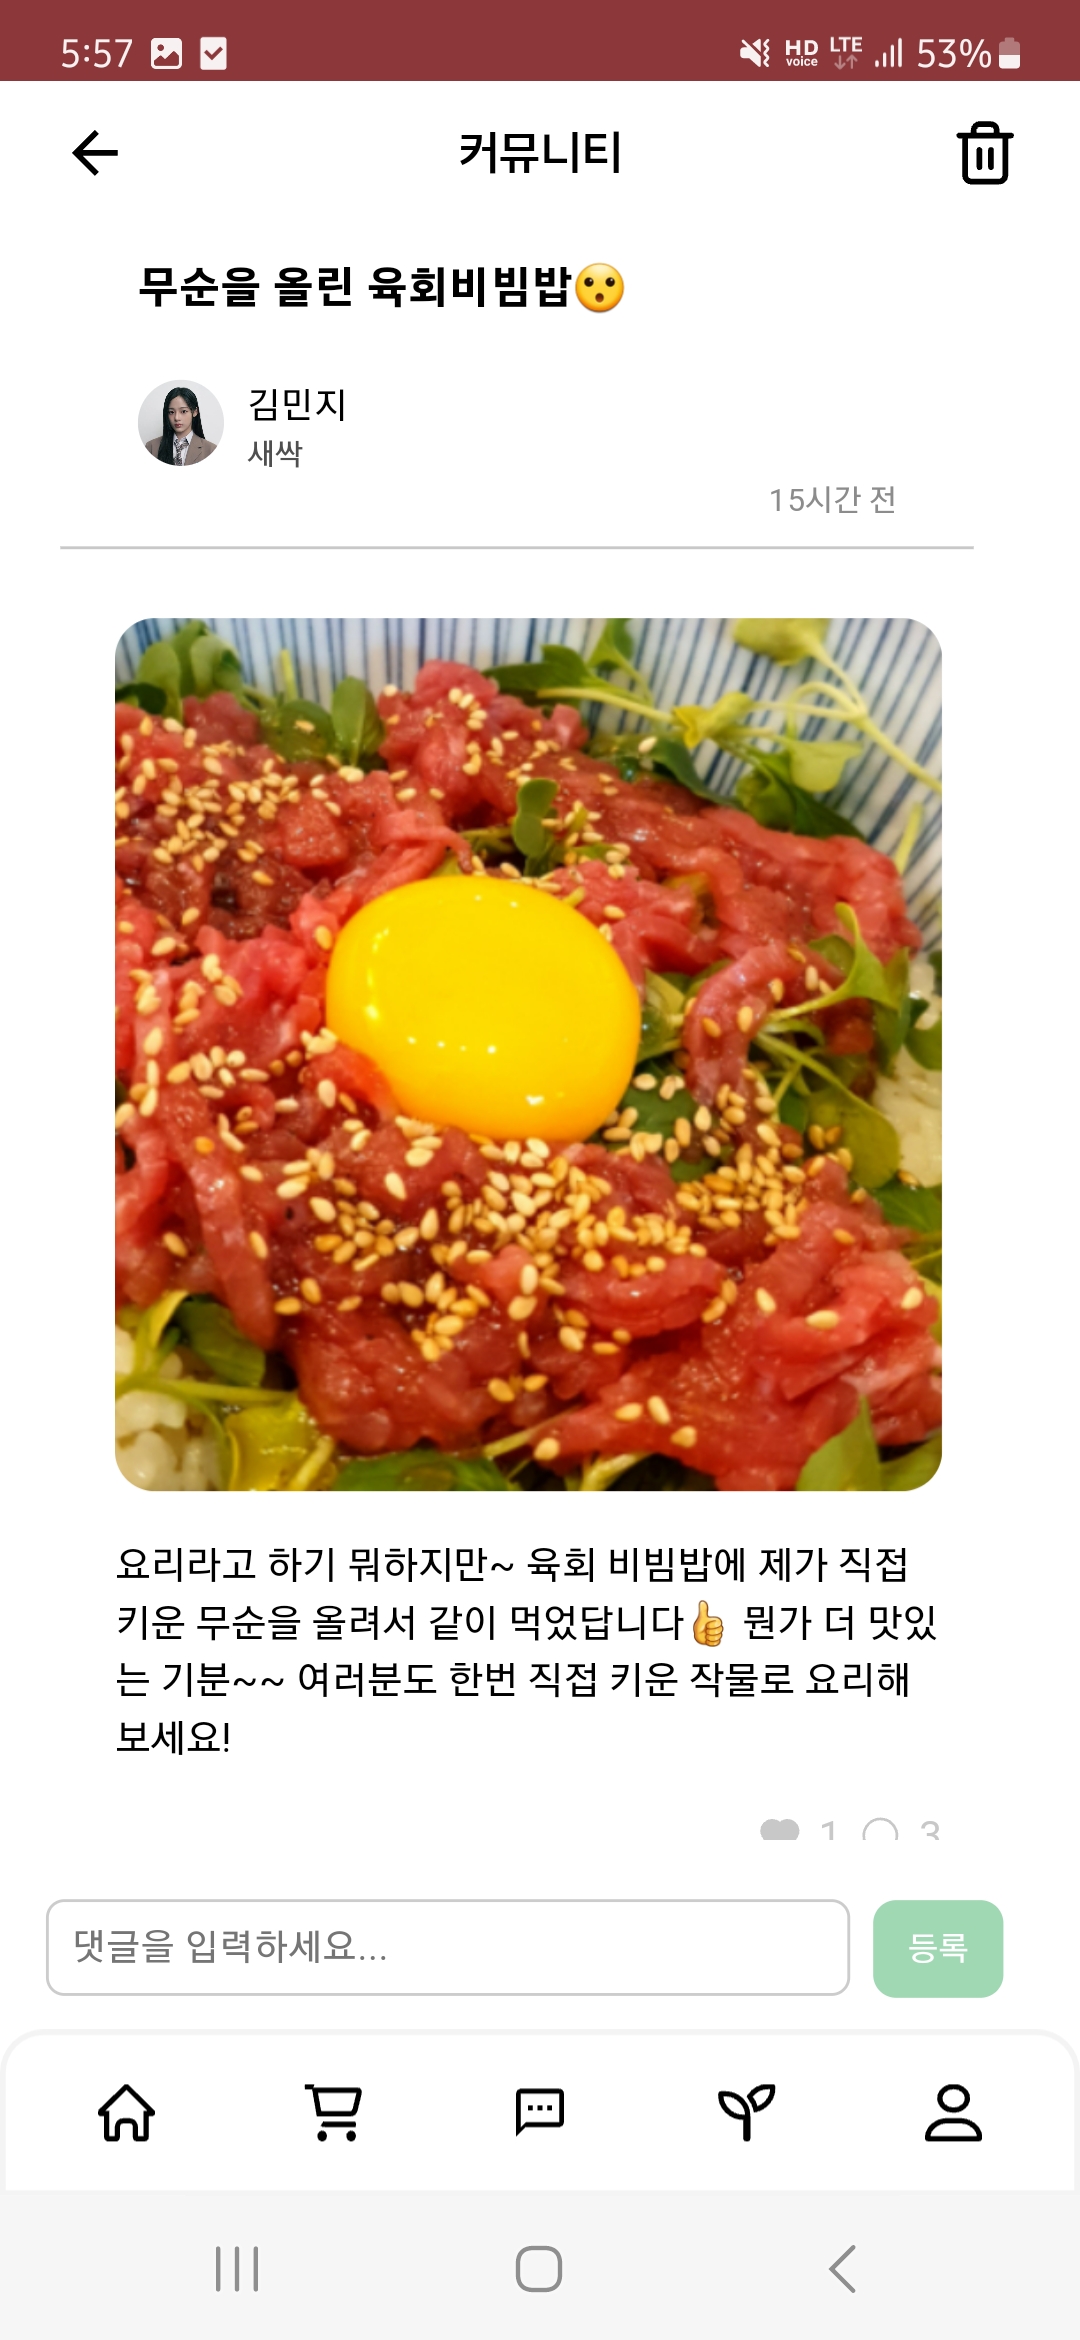 5:57 HD voice LTE 53%
커뮤니티
무순을 올린 육회비빔밥😮
김민지
새싹
15시간 전
요리라고 하기 뭐하지만~ 육회 비빔밥에 제가 직접
키운 무순을 올려서 같이 먹었답니다👍 뭔가 더 맛있
는 기분~~ 여러분도 한번 직접 키운 작물로 요리해
보세요!
1 3
댓글을 입력하세요...
등록